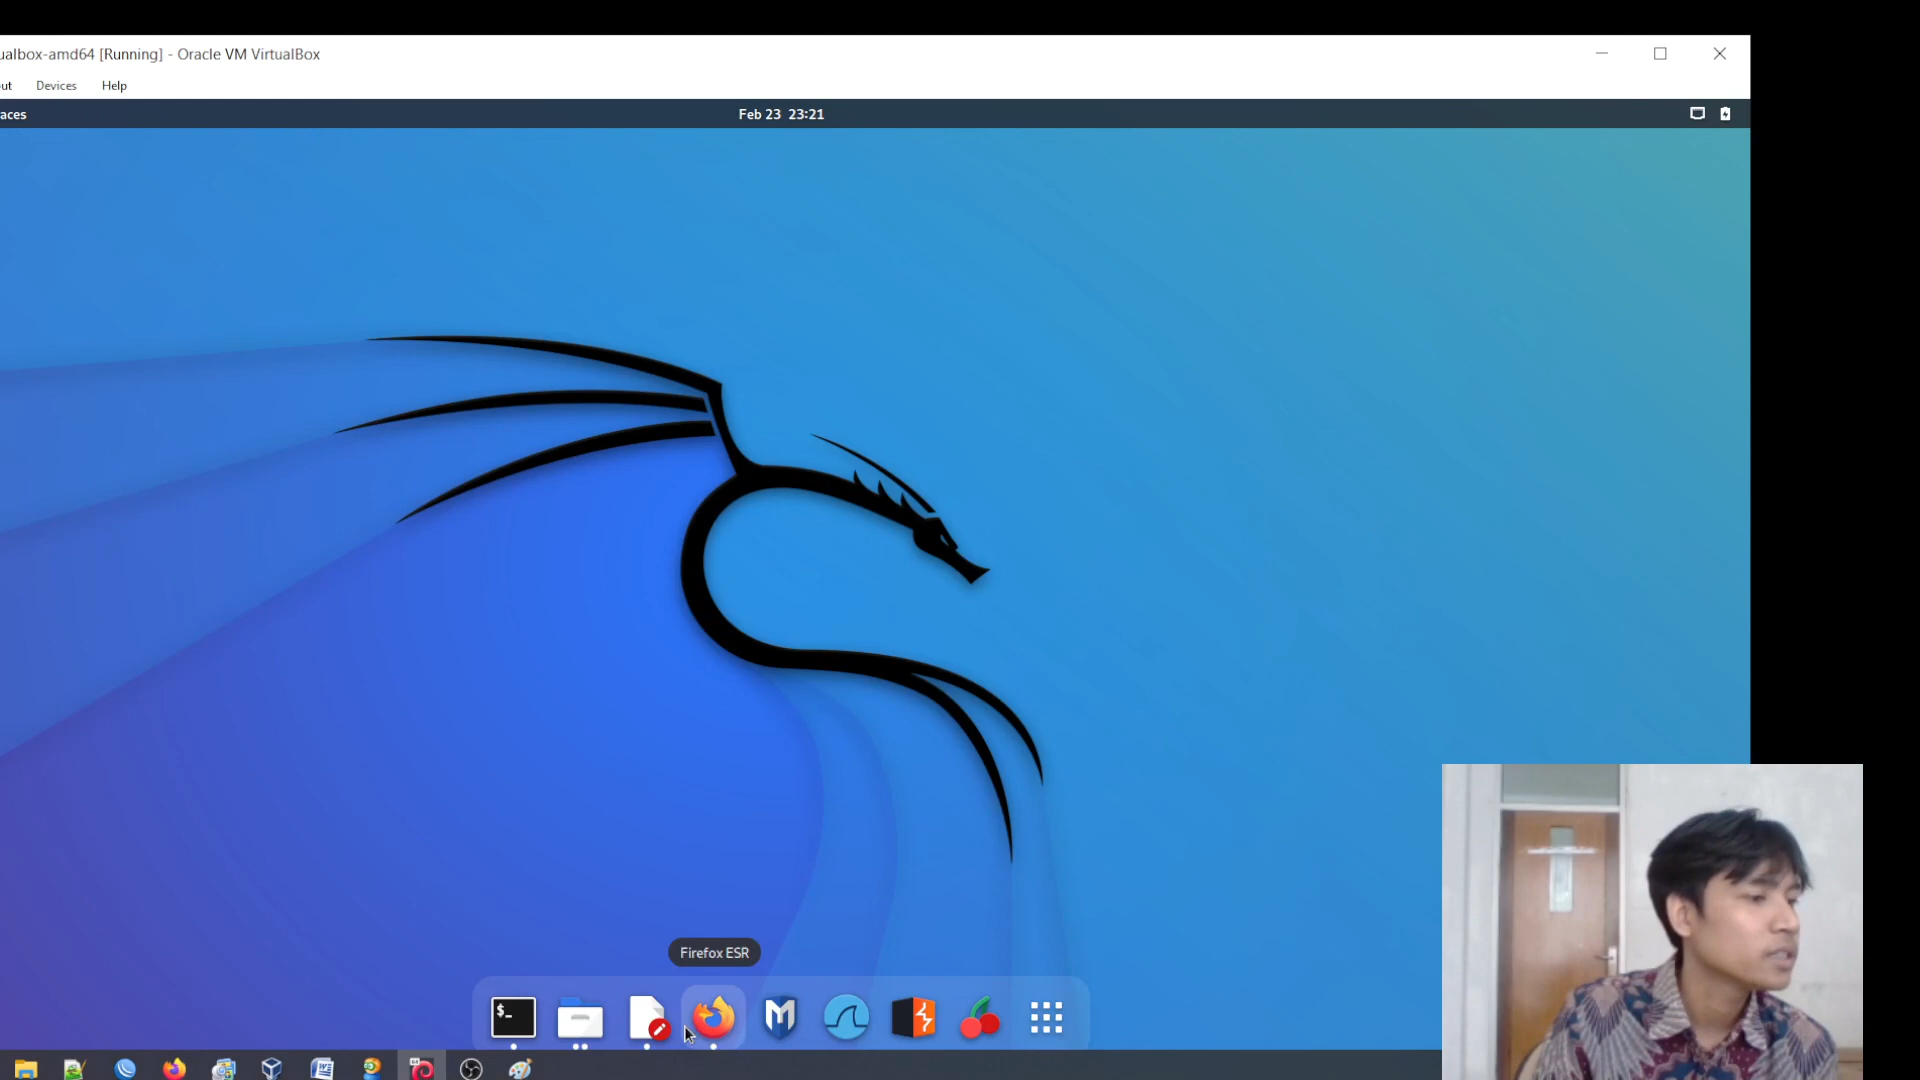 ualbox-amd64 [Running] - Oracle VM VirtualBox
ut Devices Help
aces
Feb 23 23:21
Firefox ESR
$_